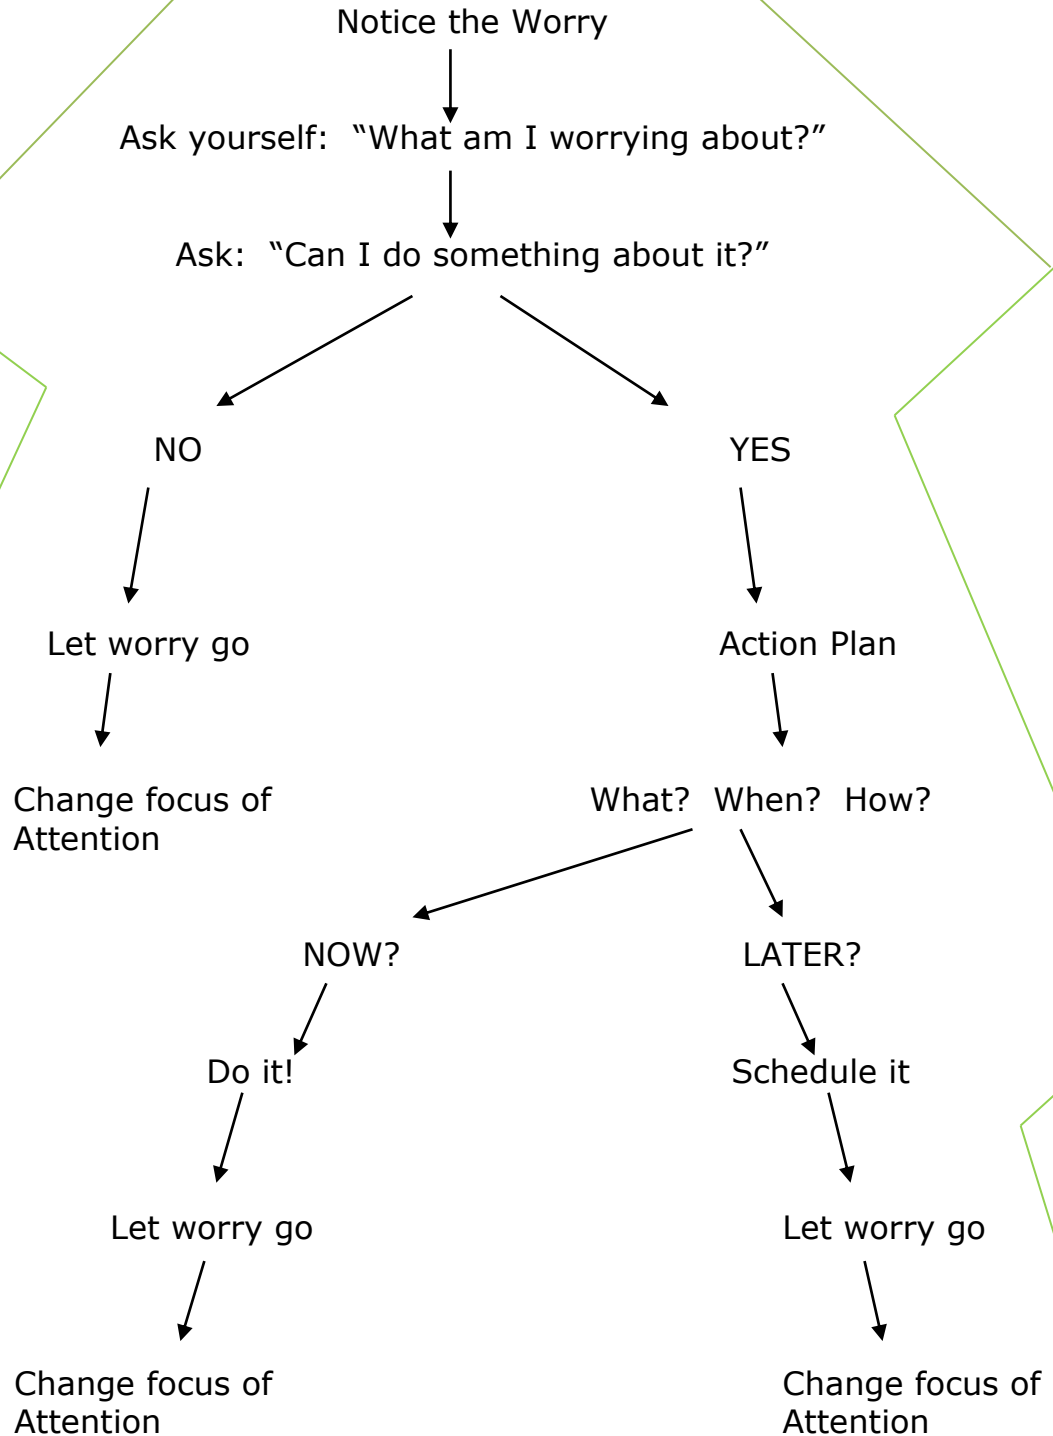 Notice the Worry
Ask yourself:  “What am I worrying about?”
Ask:  “Can I do something about it?”
NO
YES
Let worry go
Action Plan
Change focus of
Attention
What?  When?  How?
NOW?
LATER?
Do it!
Schedule it
Let worry go
Let worry go
Change focus of
Attention
Change focus of
Attention